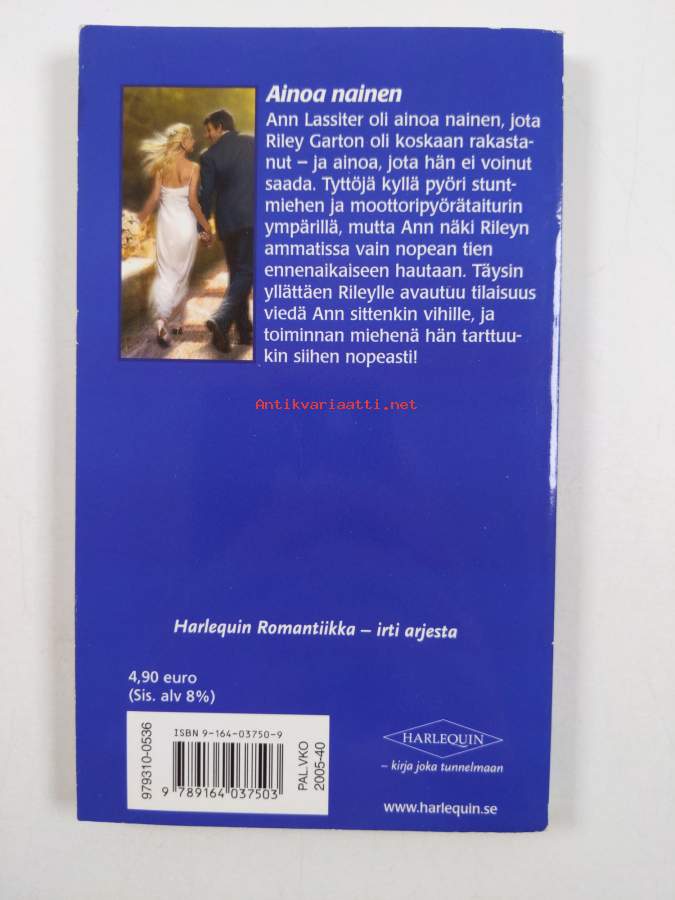 Ainoa nainen
Ann Lassiter oli ainoa nainen, jota
Riley Garton oli koskaan rakasta-
nut – ja ainoa, jota hän ei voinut
saada. Tyttöjä kyllä pyöri stunt-
miehen ja moottoripyörätaiturin
ympärillä, mutta Ann näki Rileyn
ammatissa vain nopean tien
ennenaikaiseen hautaan. Täysin
yllättäen Rileylle avautuu tilaisuus
viedä Ann sittenkin vihille, ja
toiminnan miehenä hän tarttuu-
kin siihen nopeasti!
Antikvariaatti.net
Harlequin Romantiikka – irti arjesta
4,90 euro
(Sis. alv 8%)
979310-0536
ISBN 9-164-03750-9
9 789164 037503
PAL.VKO
2005-40
HARLEQUIN
– kirja joka tunnelmaan
www.harlequin.se